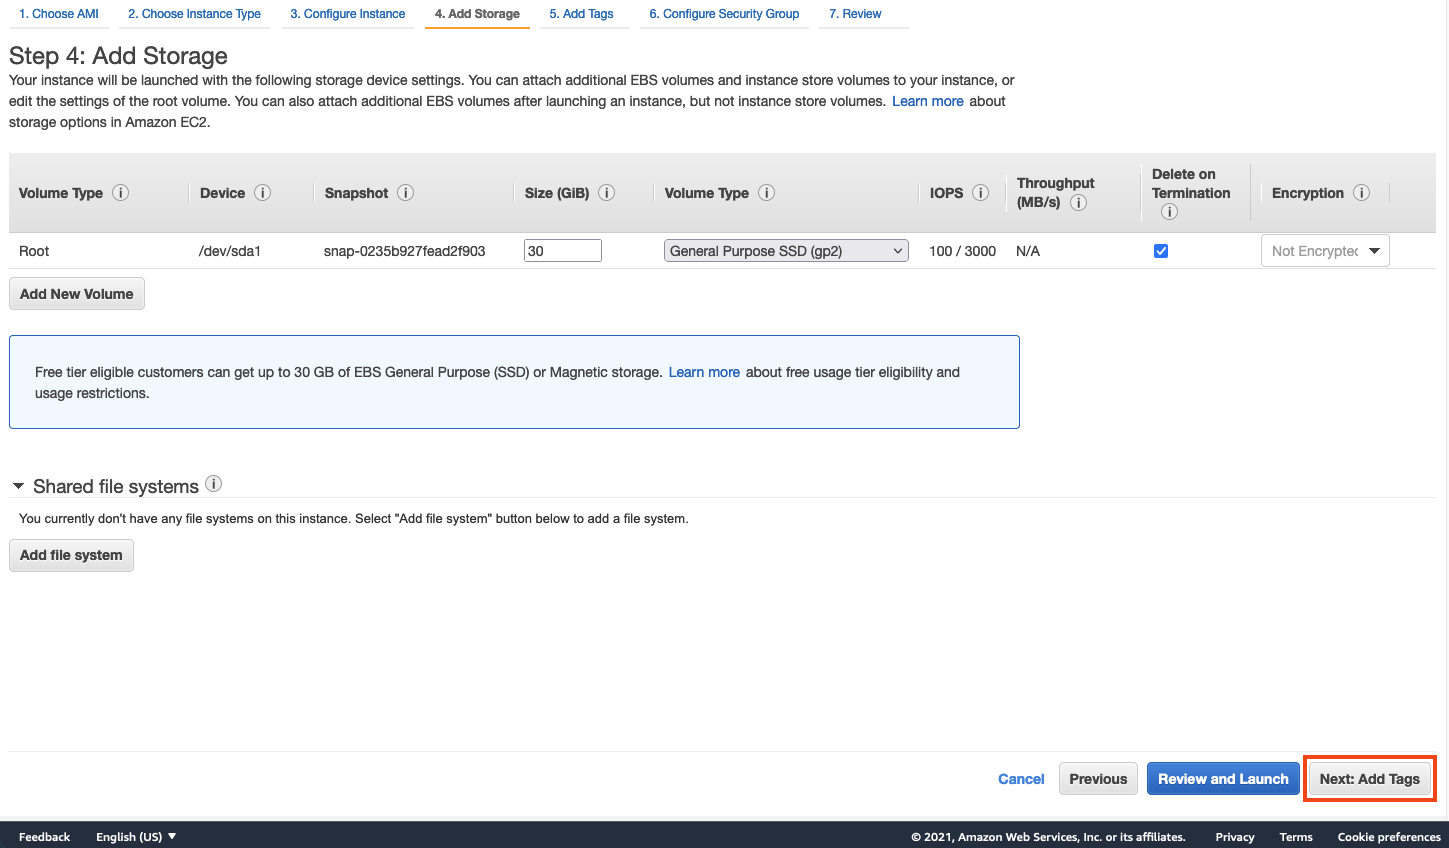 1. Choose AMI 2. Choose Instance Type 3. Configure Instance 4. Add Storage 5. Add Tags 6. Configure Security Group 7. Review
Step 4: Add Storage
Your instance will be launched with the following storage device settings. You can attach additional EBS volumes and instance store volumes to your instance, or
edit the settings of the root volume. You can also attach additional EBS volumes after launching an instance, but not instance store volumes. Learn more about
storage options in Amazon EC2.
Volume Type i Device i Snapshot i Size (GiB) i Volume Type i IOPS i Throughput (MB/s) i Delete on Termination i Encryption i
Root /dev/sda1 snap-0235b927fead2f903 30 General Purpose SSD (gp2) 100 / 3000 N/A Not Encrypted
Add New Volume
Free tier eligible customers can get up to 30 GB of EBS General Purpose (SSD) or Magnetic storage. Learn more about free usage tier eligibility and
usage restrictions.
Shared file systems i
You currently don't have any file systems on this instance. Select "Add file system" button below to add a file system.
Add file system
Cancel Previous Review and Launch Next: Add Tags
Feedback English (US) © 2021, Amazon Web Services, Inc. or its affiliates. Privacy Terms Cookie preferences